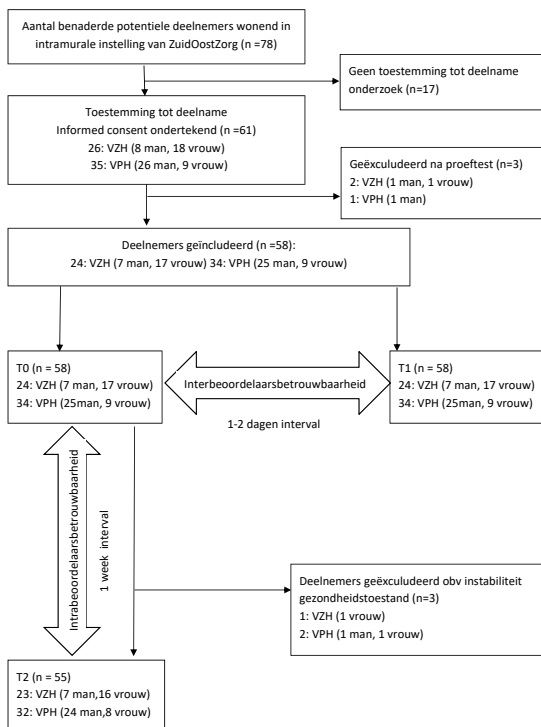 Aantal benaderde potentiele deelnemers wonend in
intramurale instelling van ZuidOostZorg (n =78)
Geen toestemming tot deelname
onderzoek (n=17)
Toestemming tot deelname
Informed consent ondertekend (n =61)
26: VZH (8 man, 18 vrouw)
35: VPH (26 man, 9 vrouw)
Geëxculudeerd na proeftest (n=3)
2: VZH (1 man, 1 vrouw)
1: VPH (1 man)
Deelnemers geïncludeerd (n =58):
24: VZH (7 man, 17 vrouw) 34: VPH (25 man, 9 vrouw)
T0 (n = 58)
24: VZH (7 man, 17 vrouw)
34: VPH (25man, 9 vrouw)
Interbeoordelaarsbetrouwbaarheid
1-2 dagen interval
T1 (n = 58)
24: VZH (7 man, 17 vrouw)
34: VPH (25man, 9 vrouw)
Intrabeoordelaarsbetrouwbaarheid
1 week interval
Deelnemers geëxculudeerd obv instabiliteit
gezondheidstoestand (n=3)
1: VZH (1 vrouw)
2: VPH (1 man, 1 vrouw)
T2 (n = 55)
23: VZH (7 man,16 vrouw)
32: VPH (24 man,8 vrouw)